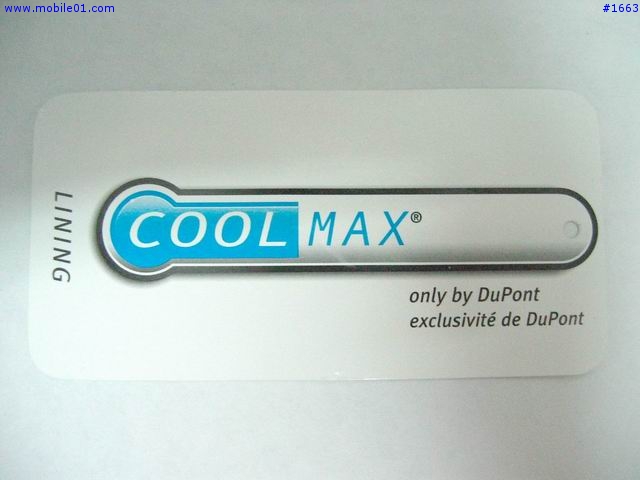 www.mobile01.com
#1663
LINING
COOLMAX®
only by DuPont
exclusivité de DuPont